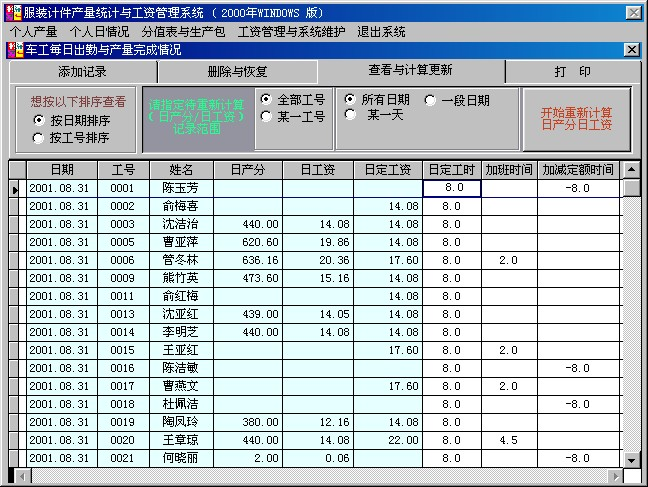 服装计件产量统计与工资管理系统 ( 2000年WINDOWS 版)
个人产量 个人日情况 分值表与生产包 工资管理与系统维护 退出系统
车工每日出勤与产量完成情况
添加记录 删除与恢复 查看与计算更新 打 印
想按以下排序查看
按日期排序
按工号排序
请指定待重新计算
( 日产分/日工资 )
记录范围
全部工号
某一工号
所有日期 一段日期
某一天
开始重新计算
日产分日工资
日期 工号 姓名 日产分 日工资 日定工资 日定工时 加班时间 加减定额时间
2001.08.31 0001 陈玉芳 8.0 -8.0
2001.08.31 0002 俞梅喜 14.08 8.0
2001.08.31 0003 沈洁治 440.00 14.08 14.08 8.0
2001.08.31 0005 曹亚萍 620.60 19.86 14.08 8.0
2001.08.31 0006 管冬林 636.16 20.36 17.60 8.0 2.0
2001.08.31 0009 熊竹英 473.60 15.16 14.08 8.0
2001.08.31 0011 俞红梅 14.08 8.0
2001.08.31 0013 沈亚红 439.00 14.05 14.08 8.0
2001.08.31 0014 李明芝 440.00 14.08 14.08 8.0
2001.08.31 0015 王亚红 17.60 8.0 2.0
2001.08.31 0016 陈洁敏 8.0 -8.0
2001.08.31 0017 曹燕文 17.60 8.0 2.0
2001.08.31 0018 杜佩洁 8.0 -8.0
2001.08.31 0019 陶凤玲 380.00 12.16 14.08 8.0
2001.08.31 0020 王章琼 440.00 14.08 22.00 8.0 4.5
2001.08.31 0021 何晓丽 2.00 0.06 8.0 -8.0